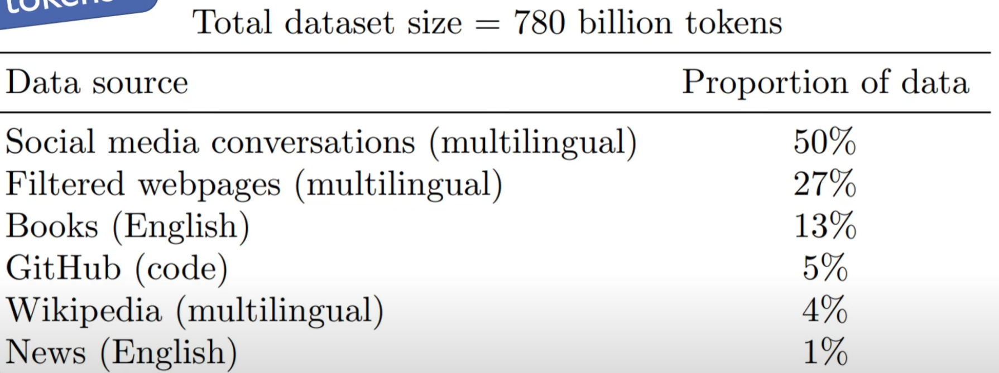 tokens
Total dataset size = 780 billion tokens
Data source Proportion of data
Social media conversations (multilingual) 50%
Filtered webpages (multilingual) 27%
Books (English) 13%
GitHub (code) 5%
Wikipedia (multilingual) 4%
News (English) 1%